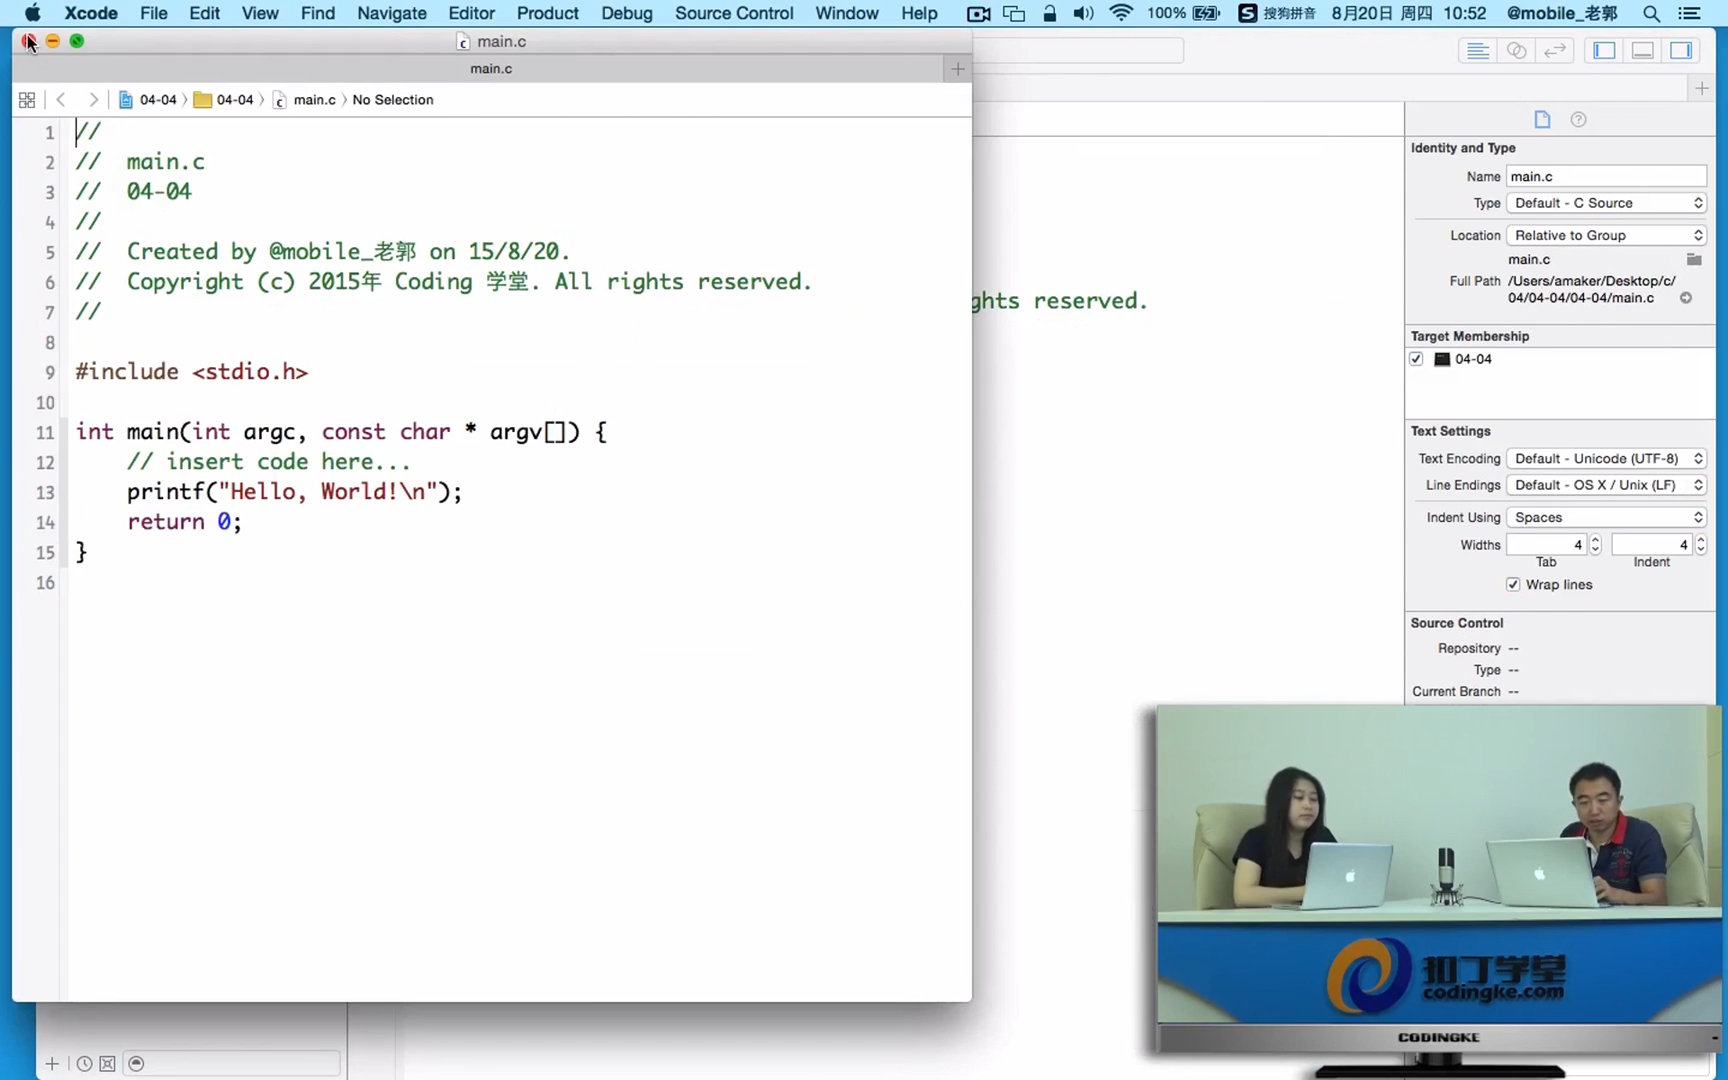 Xcode File Edit View Find Navigate Editor Product Debug Source Control Window Help 100% S 搜狗拼音 8月20日 周四 10:52 @mobile_老郭
main.c
main.c
04-04 04-04 main.c No Selection
1 //
2 // main.c
3 // 04-04
4 //
5 // Created by @mobile_老郭 on 15/8/20.
6 // Copyright (c) 2015年 Coding 学堂. All rights reserved.
7 //
8
9 #include <stdio.h>
10
11 int main(int argc, const char * argv[]) {
12 // insert code here...
13 printf("Hello, World!\n");
14 return 0;
15 }
16
ghts reserved.
Identity and Type
Name main.c
Type Default - C Source
Location Relative to Group
main.c
Full Path /Users/amaker/Desktop/c/
04/04-04/04-04/main.c
Target Membership
04-04
Text Settings
Text Encoding Default - Unicode (UTF-8)
Line Endings Default - OS X / Unix (LF)
Indent Using Spaces
Widths 4 4
Tab Indent
Wrap lines
Source Control
Repository --
Type --
Current Branch --
扣丁学堂
codingke.com
CODINGKE